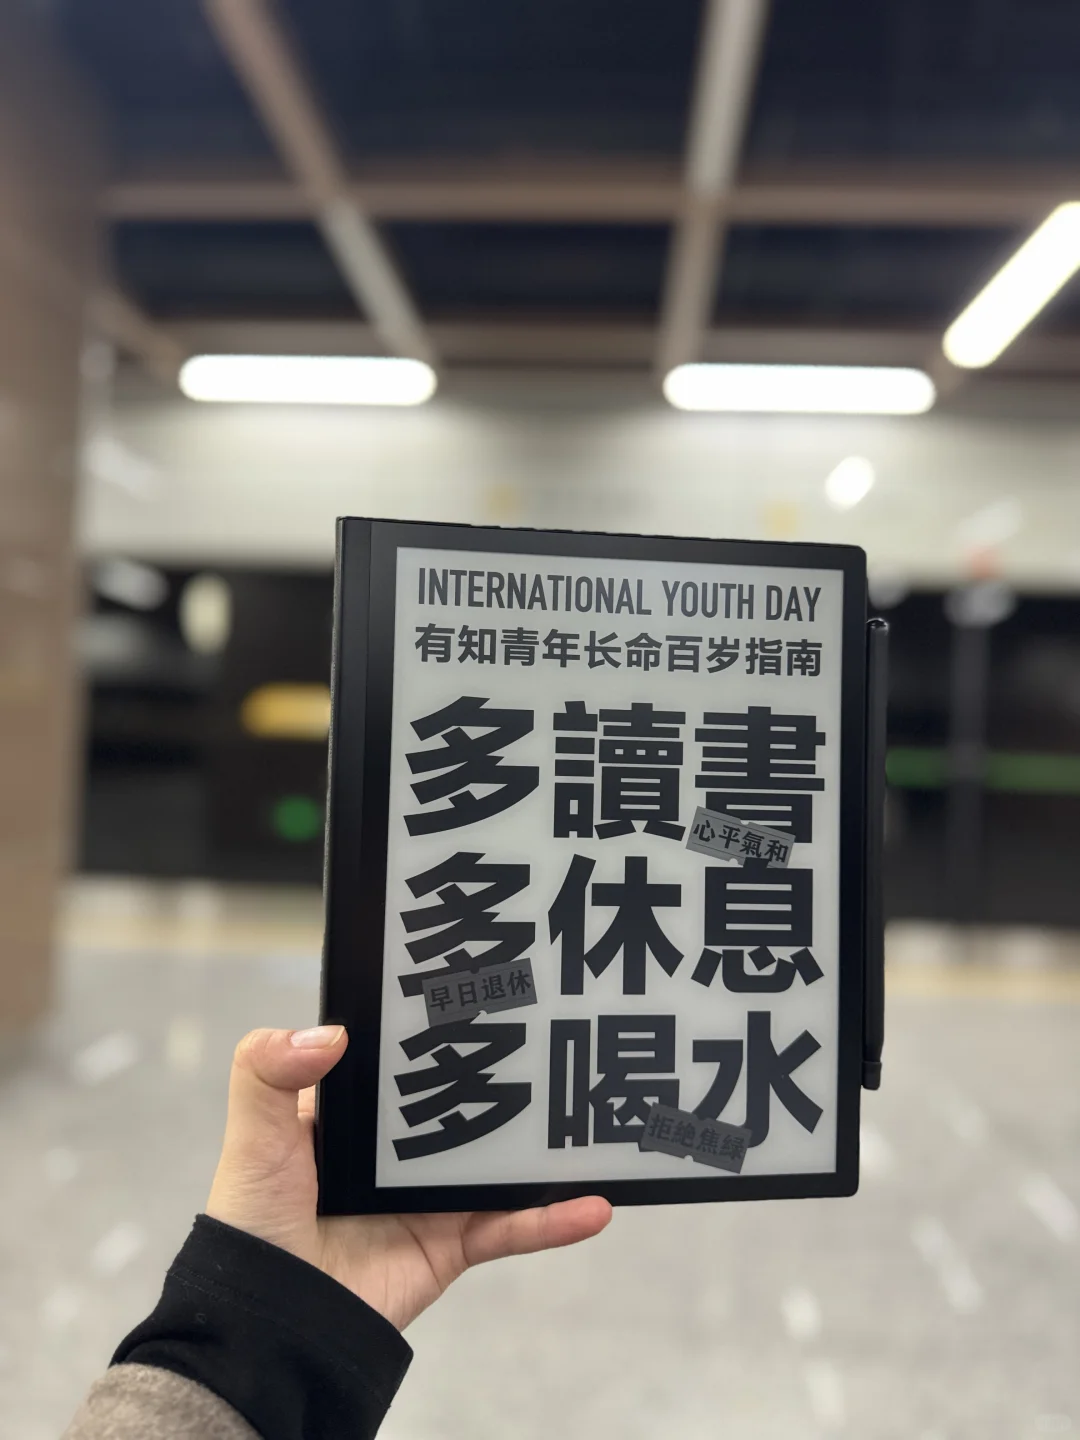 INTERNATIONAL YOUTH DAY
有知青年长命百岁指南
多讀書
心平氣和
多休息
早日退休
多喝水
拒絶焦绿